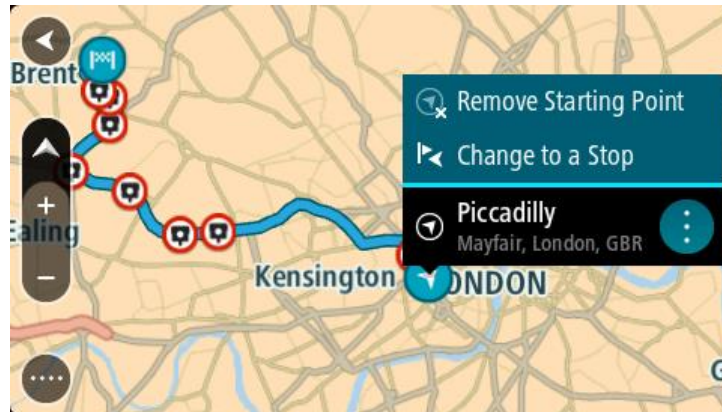 Brent
Remove Starting Point
Change to a Stop
Piccadilly
Mayfair, London, GBR
+
Ealing
−
Kensington
ONDON
G